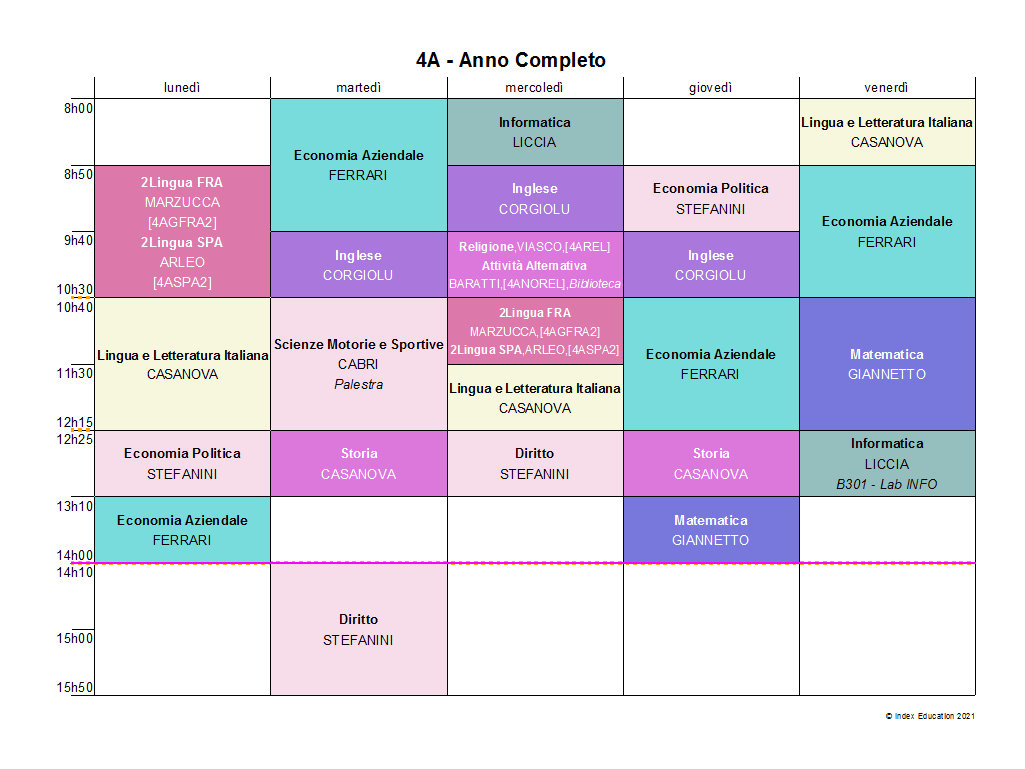 4A - Anno Completo
lunedì martedì mercoledì giovedì venerdì
8h00
8h50
9h40
10h30
10h40
11h30
12h15
12h25
13h10
14h00
14h10
15h00
15h50
2Lingua FRA
MARZUCCA
[4AGFRA2]
2Lingua SPA
ARLEO
[4ASPA2]
Lingua e Letteratura Italiana
CASANOVA
Economia Politica
STEFANINI
Economia Aziendale
FERRARI
Economia Aziendale
FERRARI
Inglese
CORGIOLU
Scienze Motorie e Sportive
CABRI
Palestra
Storia
CASANOVA
Diritto
STEFANINI
Informatica
LICCIA
Inglese
CORGIOLU
Religione,VIASCO,[4AREL]
Attività Alternativa
BARATTI,[4ANOREL],Biblioteca
2Lingua FRA
MARZUCCA,[4AGFRA2]
2Lingua SPA,ARLEO,[4ASPA2]
Lingua e Letteratura Italiana
CASANOVA
Diritto
STEFANINI
Economia Politica
STEFANINI
Inglese
CORGIOLU
Economia Aziendale
FERRARI
Storia
CASANOVA
Matematica
GIANNETTO
Lingua e Letteratura Italiana
CASANOVA
Economia Aziendale
FERRARI
Matematica
GIANNETTO
Informatica
LICCIA
B301 - Lab INFO
© Index Education 2021